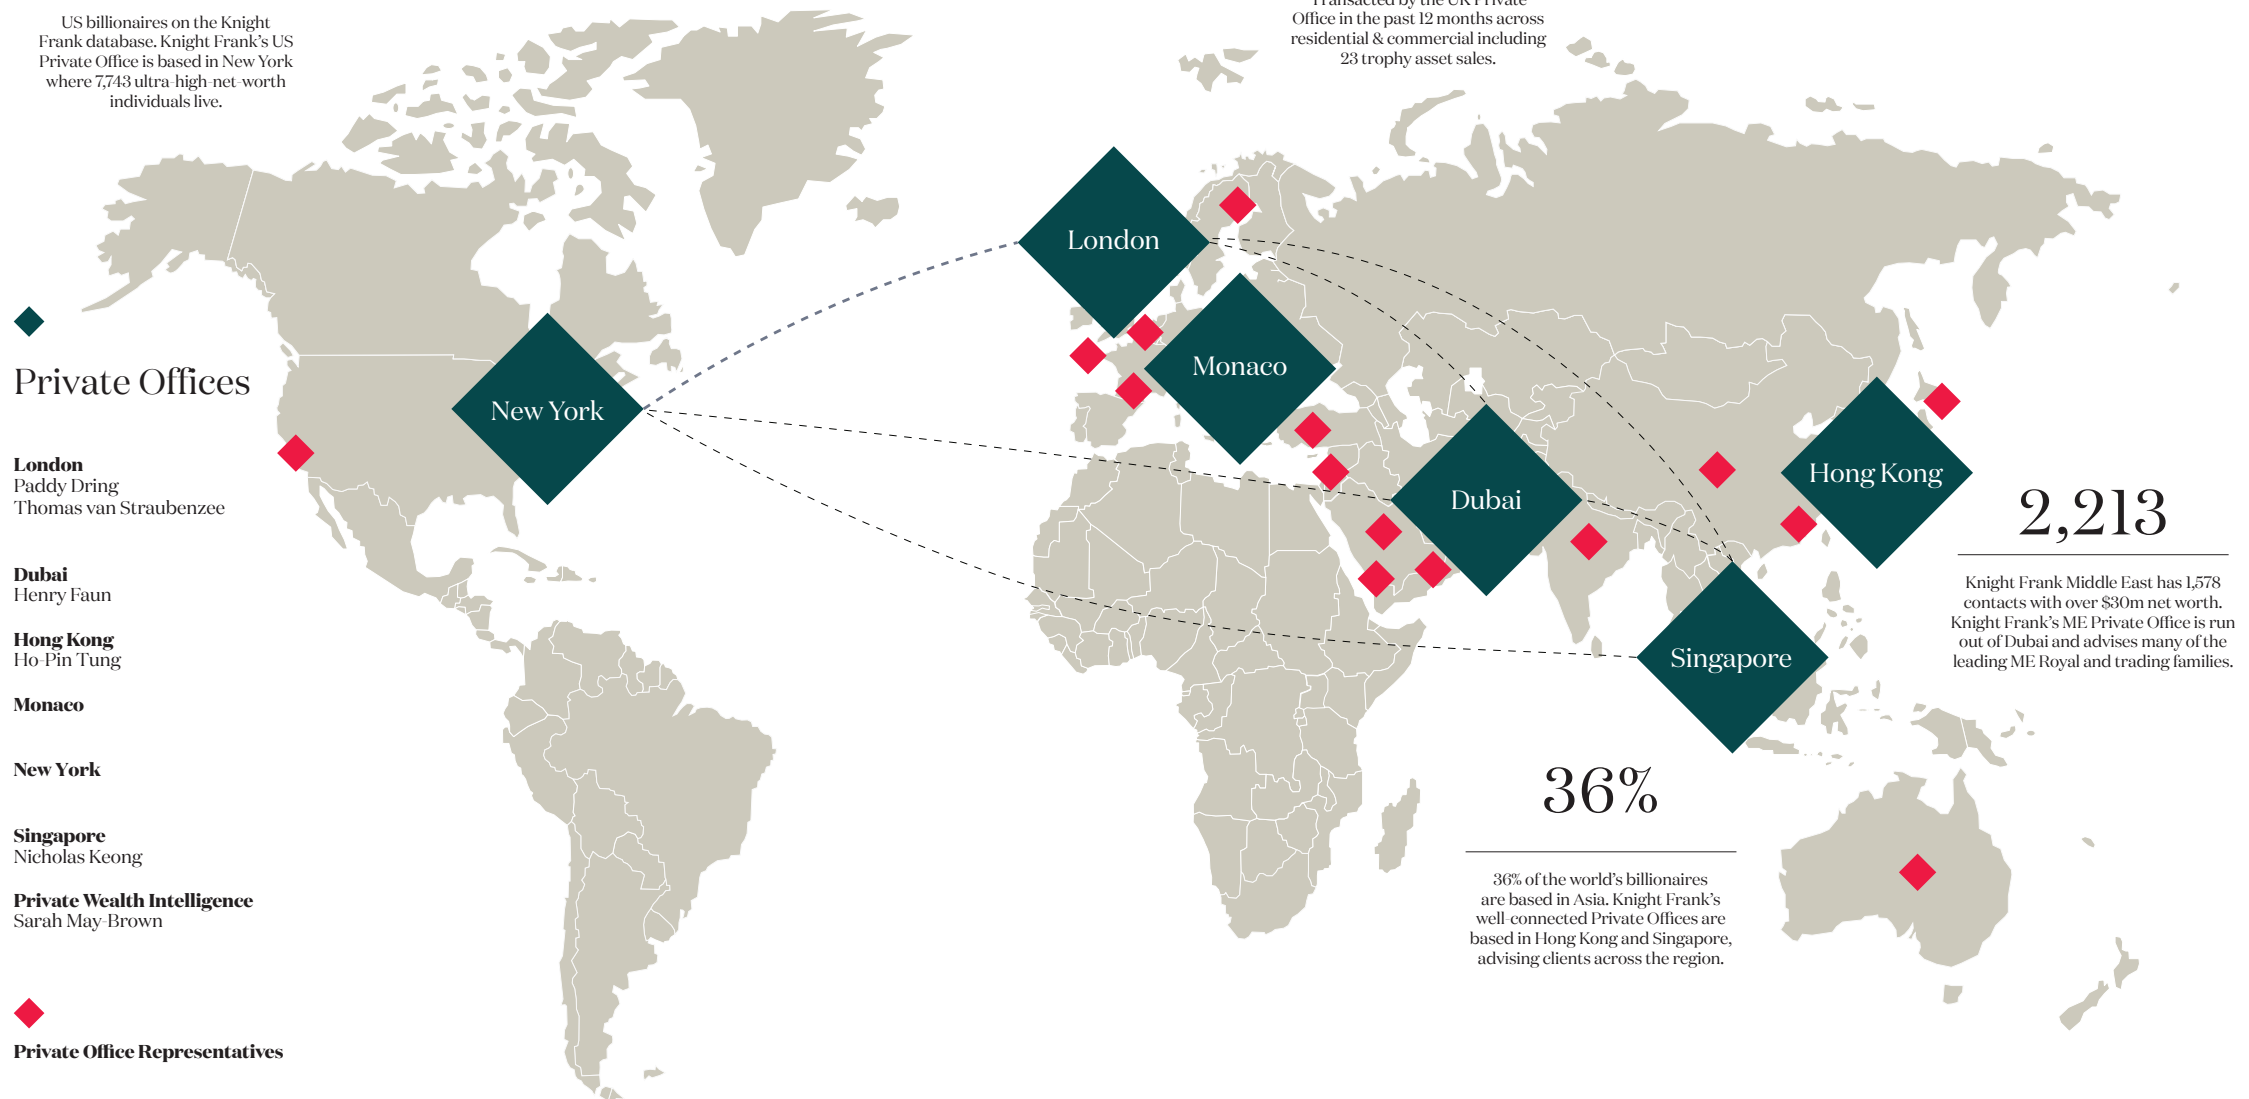 US billionaires on the Knight
Frank database. Knight Frank's US
Private Office is based in New York
where 7,743 ultra-high-net-worth
individuals live.
Transacted by the UK Private
Office in the past 12 months across
residential & commercial including
23 trophy asset sales.
London
Monaco
New York
Dubai
Hong Kong
Singapore
Private Offices
London
Paddy Dring
Thomas van Straubenzee
Dubai
Henry Faun
Hong Kong
Ho-Pin Tung
Monaco
New York
Singapore
Nicholas Keong
Private Wealth Intelligence
Sarah May-Brown
Private Office Representatives
2,213
Knight Frank Middle East has 1,578
contacts with over $30m net worth.
Knight Frank's ME Private Office is run
out of Dubai and advises many of the
leading ME Royal and trading families.
36%
36% of the world's billionaires
are based in Asia. Knight Frank's
well-connected Private Offices are
based in Hong Kong and Singapore,
advising clients across the region.